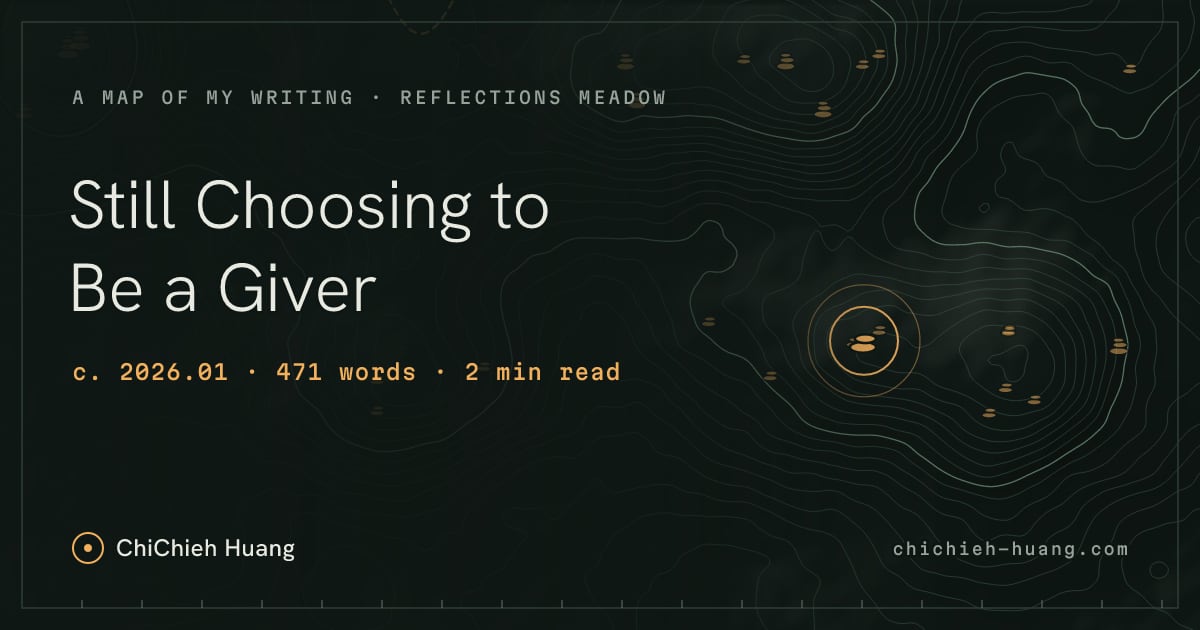 A MAP OF MY WRITING · REFLECTIONS MEADOW
Still Choosing to
Be a Giver
c. 2026.01 · 471 words · 2 min read
ChiChieh Huang
chichieh-huang.com